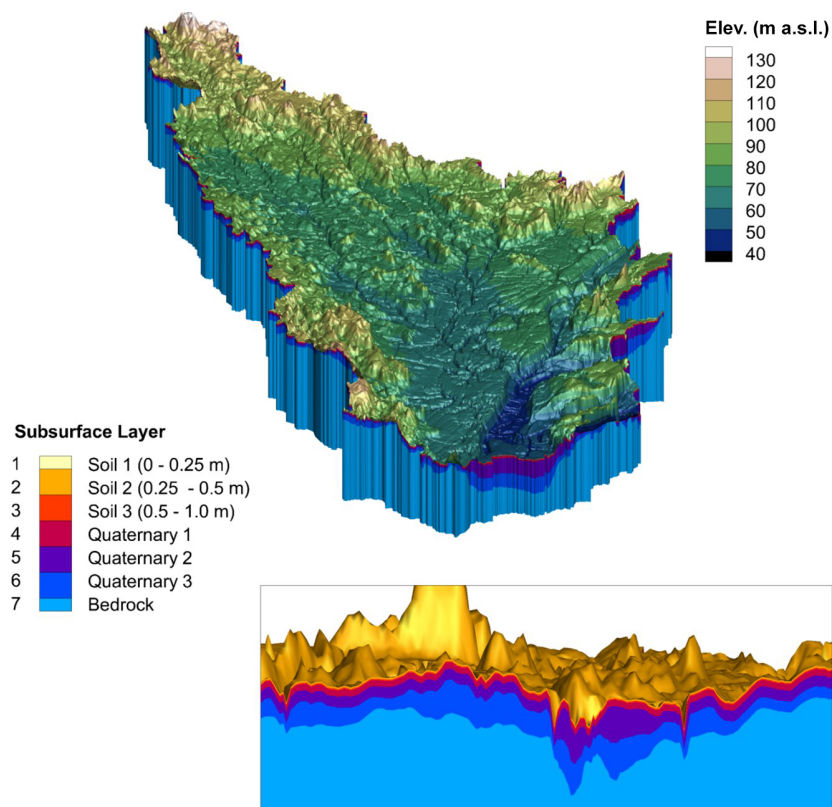 Elev. (m a.s.l.)
130
120
110
100
90
80
70
60
50
40
Subsurface Layer
1 Soil 1 (0 - 0.25 m)
2 Soil 2 (0.25 - 0.5 m)
3 Soil 3 (0.5 - 1.0 m)
4 Quaternary 1
5 Quaternary 2
6 Quaternary 3
7 Bedrock